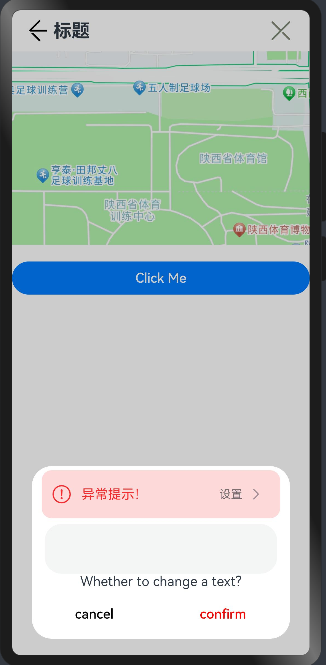 标题
足球训练营
五人制足球场
西
陕西省体育馆
亨泰·田邦丈八
足球训练基地
陕西省体育
训练中心
陕西体育博物
Click Me
异常提示!
设置
Whether to change a text?
cancel
confirm